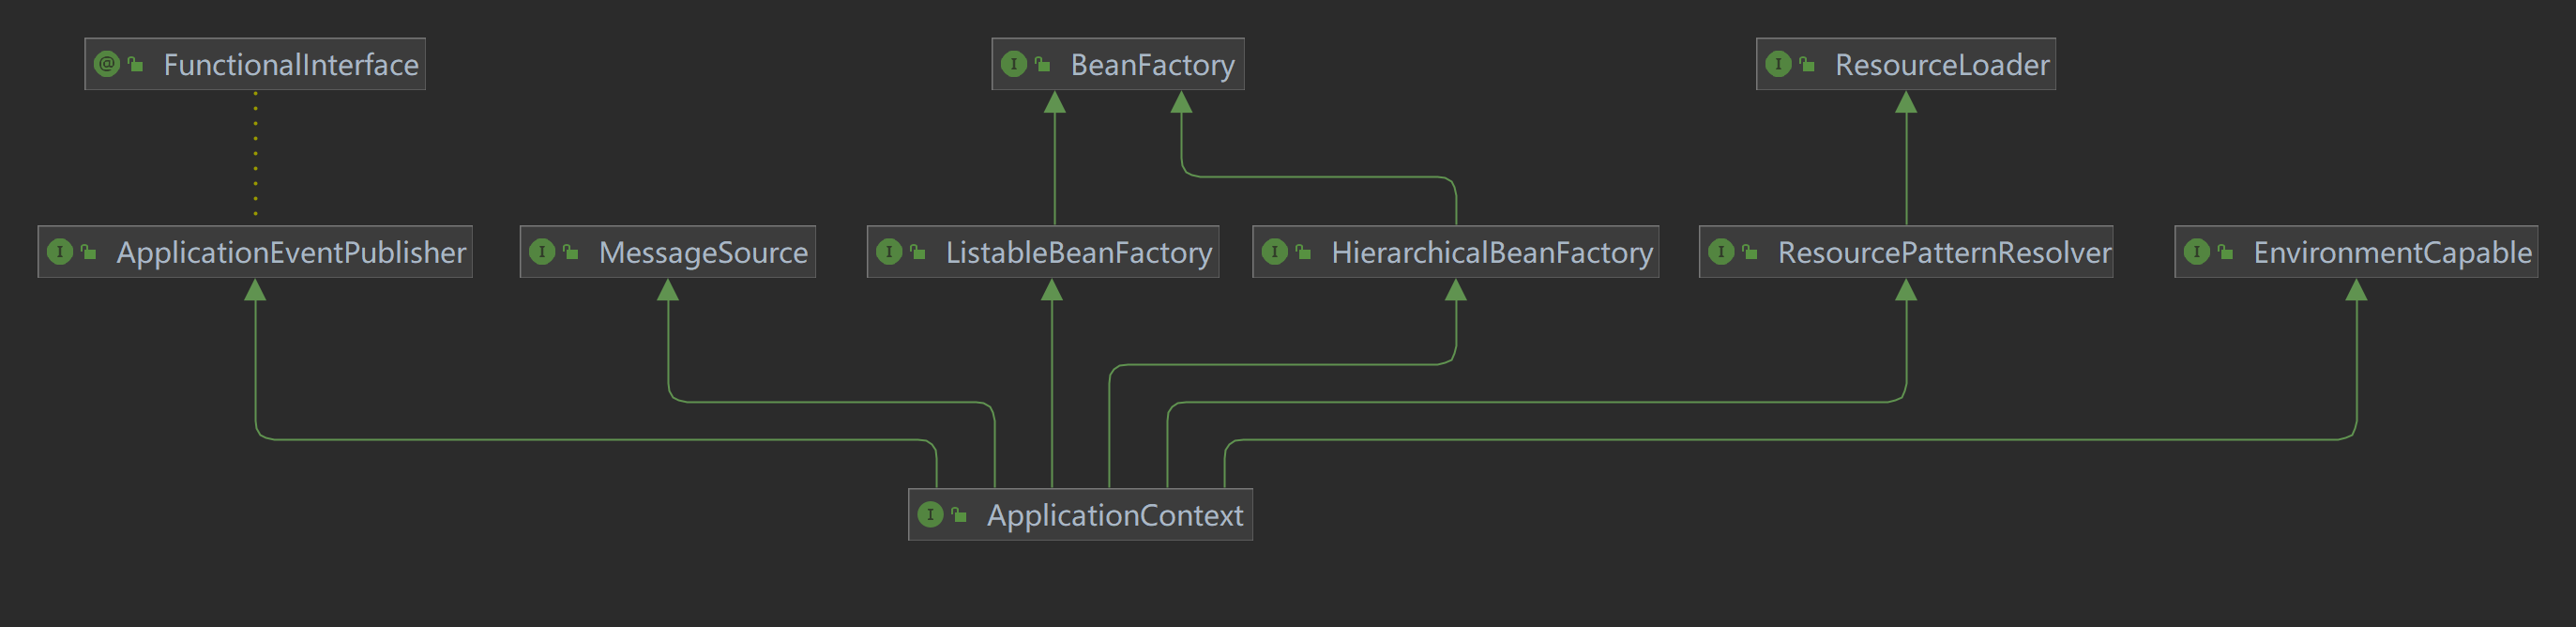 FunctionalInterface
BeanFactory
ResourceLoader
ApplicationEventPublisher
MessageSource
ListableBeanFactory
HierarchicalBeanFactory
ResourcePatternResolver
EnvironmentCapable
ApplicationContext